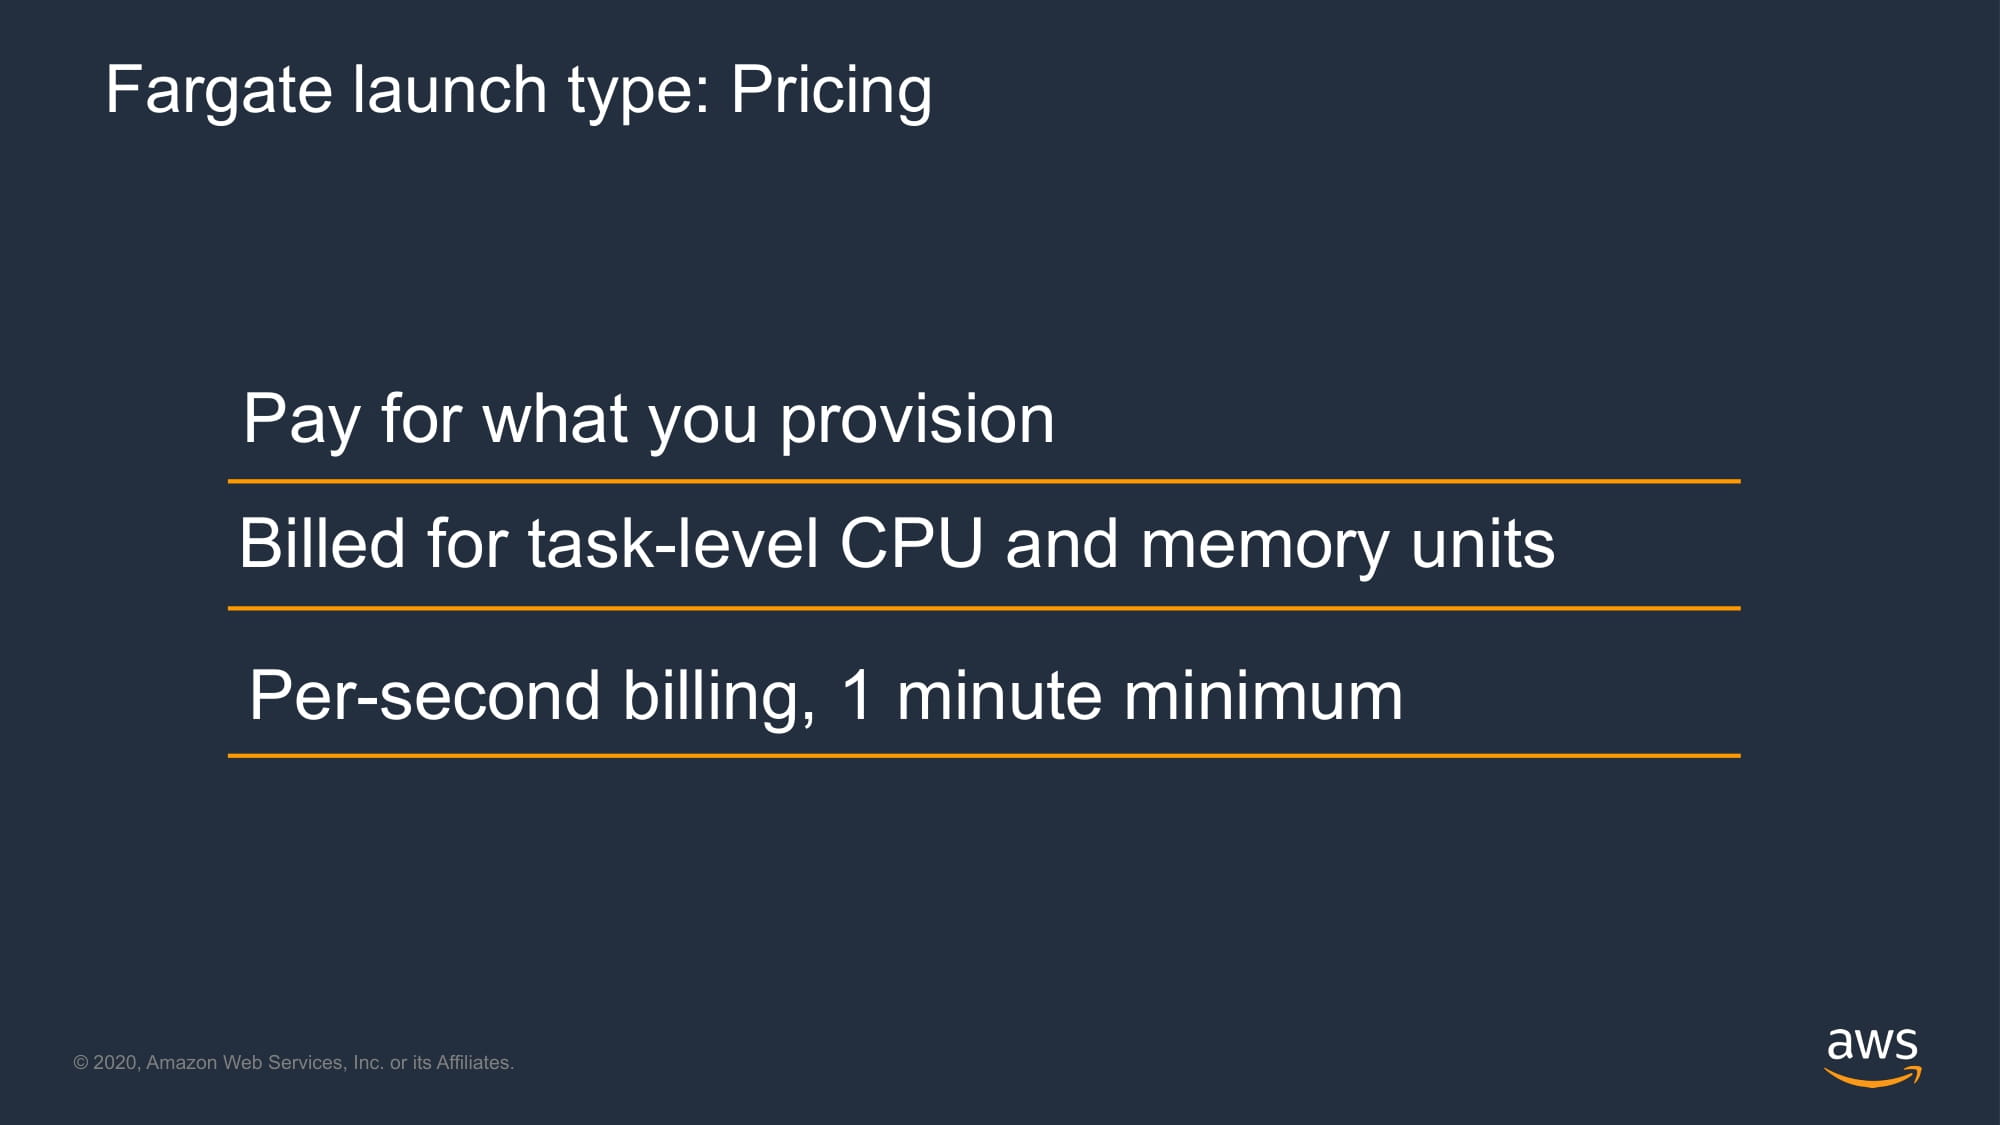 Fargate launch type: Pricing
Pay for what you provision
Billed for task-level CPU and memory units
Per-second billing, 1 minute minimum
© 2020, Amazon Web Services, Inc. or its Affiliates.
aws